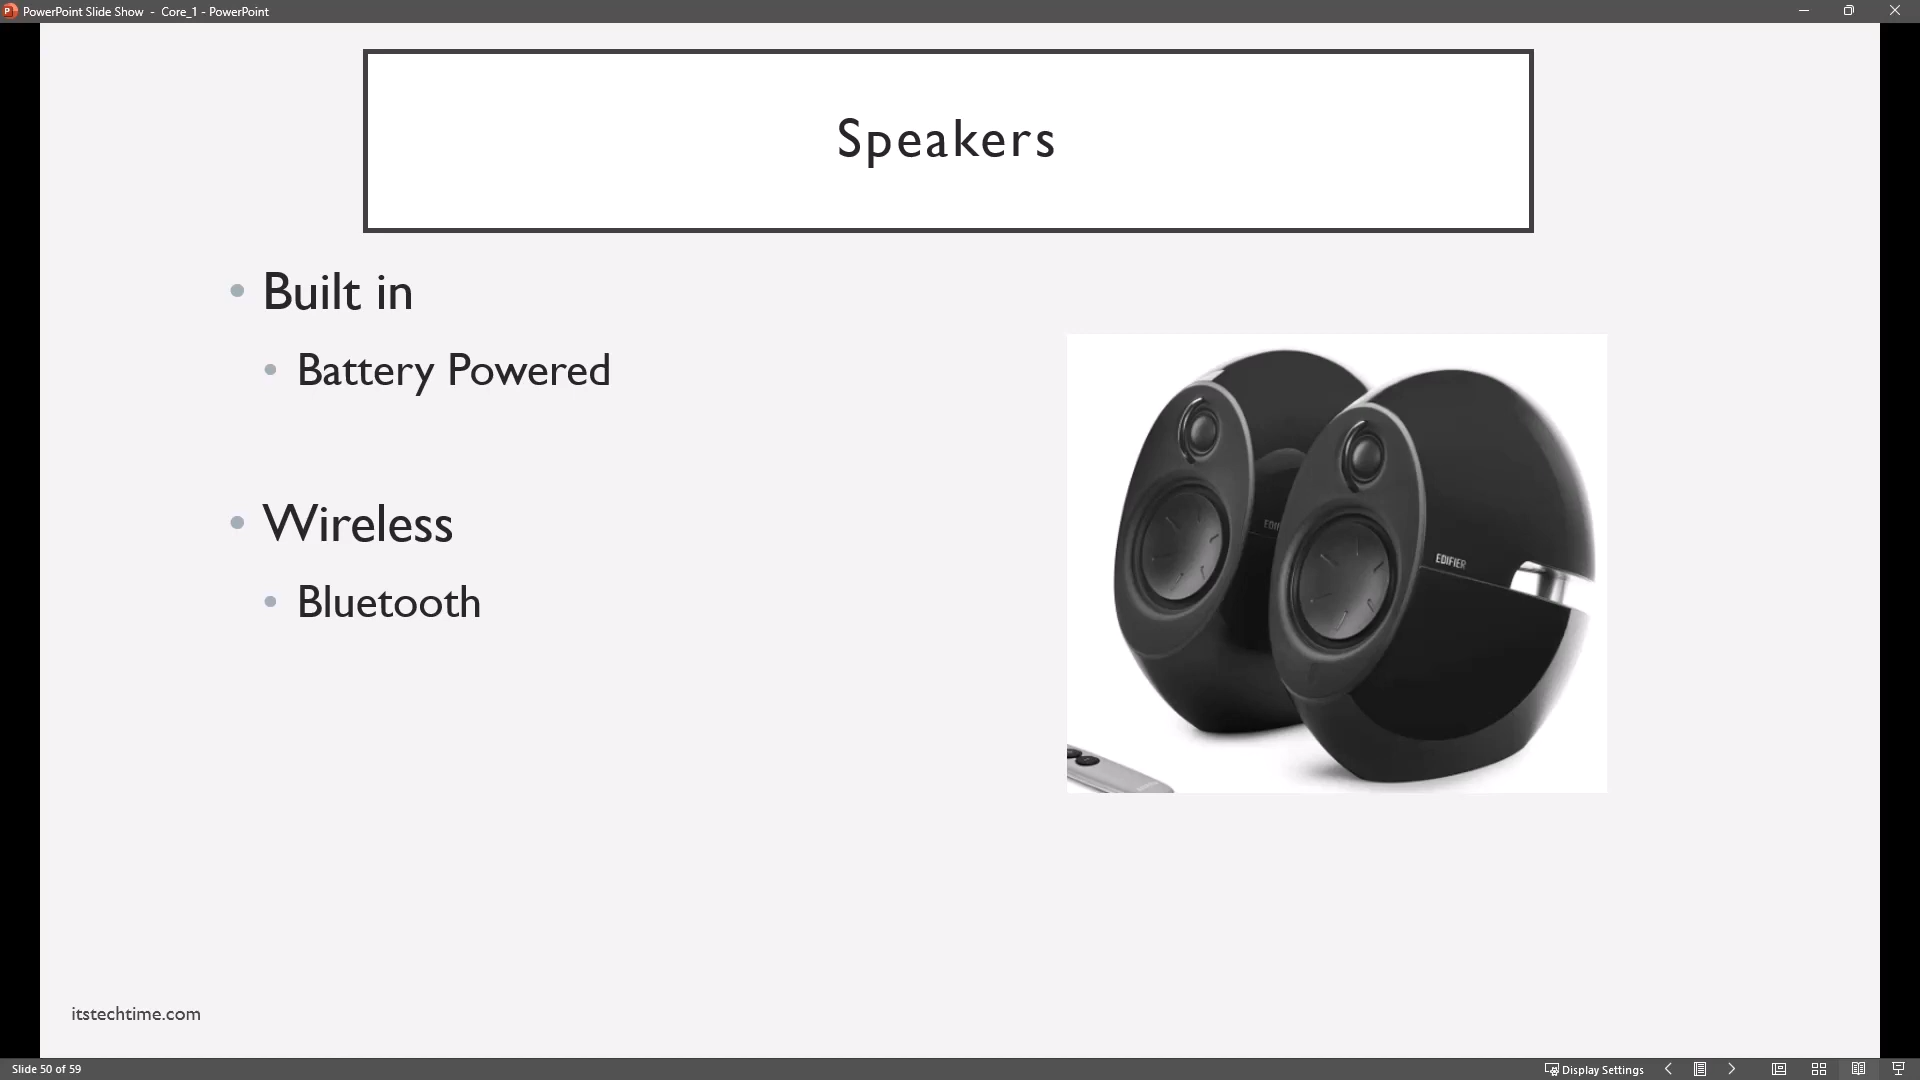 PowerPoint Slide Show - Core_1 - PowerPoint
Speakers
• Built in
• Battery Powered
• Wireless
• Bluetooth
EDIFIER
itstechtime.com
Slide 50 of 59
Display Settings